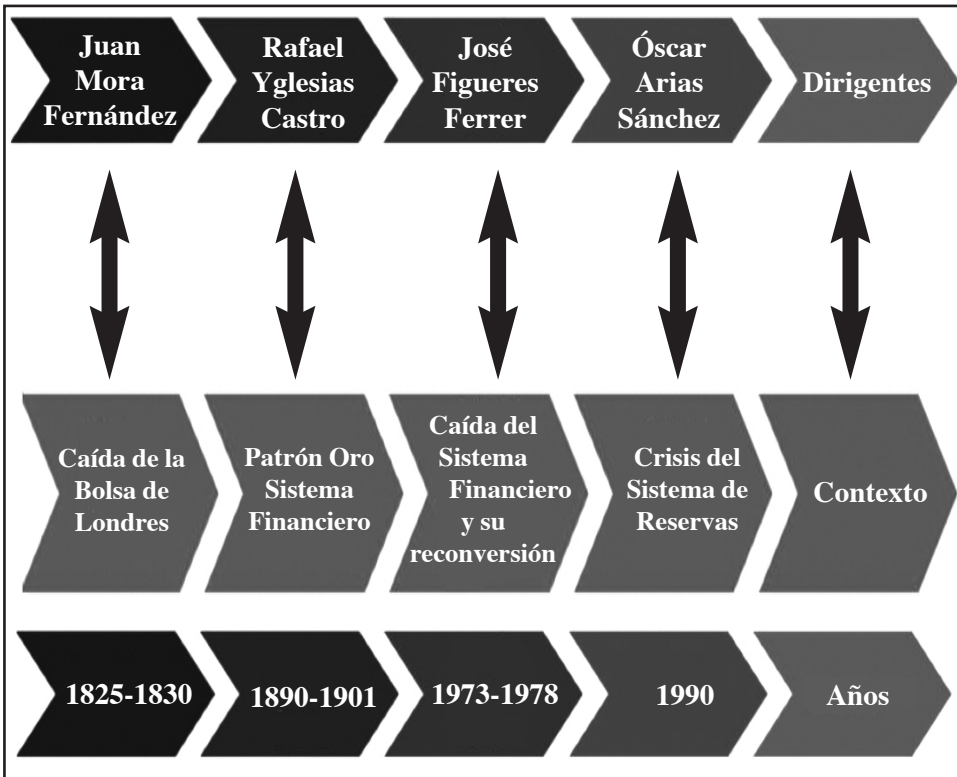 Juan
Mora
Fernández
Rafael
Yglesias
Castro
José
Figueres
Ferrer
Óscar
Arias
Sánchez
Dirigentes
Caída de la
Bolsa de
Londres
Patrón Oro
Sistema
Financiero
Caída del
Sistema
Financiero
y su
reconversión
Crisis del
Sistema de
Reservas
Contexto
1825-1830
1890-1901
1973-1978
1990
Años